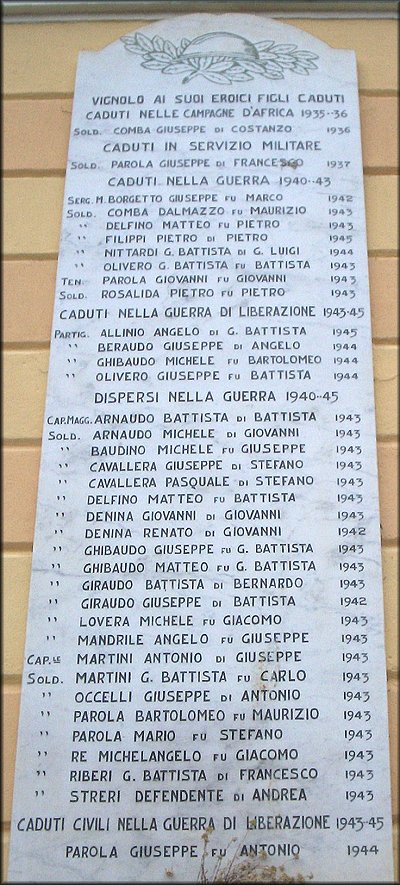 VIGNOLO AI SUOI EROICI FIGLI CADUTI
CADUTI NELLE CAMPAGNE D'AFRICA 1935-36
SOLD. COMBA GIUSEPPE DI COSTANZO 1936
CADUTI IN SERVIZIO MILITARE
SOLD. PAROLA GIUSEPPE DI FRANCESCO 1937
CADUTI NELLA GUERRA 1940-43
SERG. M. BORGETTO GIUSEPPE FU MARCO 1942
SOLD. COMBA DALMAZZO FU MAURIZIO 1943
" DELFINO MATTEO FU PIETRO 1943
" FILIPPI PIETRO DI PIETRO 1945
" NITTARDI G. BATTISTA DI G. LUIGI 1944
" OLIVERO G. BATTISTA FU BATTISTA 1943
TEN. PAROLA GIOVANNI FU GIOVANNI 1943
SOLD. ROSALIDA PIETRO FU PIETRO 1943
CADUTI NELLA GUERRA DI LIBERAZIONE 1943-45
PARTIG. ALLINIO ANGELO DI G. BATTISTA 1945
" BERAUDO GIUSEPPE DI ANGELO 1944
" GHIBAUDO MICHELE FU BARTOLOMEO 1944
" OLIVERO GIUSEPPE FU BATTISTA 1944
DISPERSI NELLA GUERRA 1940-45
CAP. MAGG. ARNAUDO BATTISTA DI BATTISTA 1943
SOLD. ARNAUDO MICHELE DI GIOVANNI 1943
" BAUDINO MICHELE FU GIUSEPPE 1943
" CAVALLERA GIUSEPPE DI STEFANO 1943
" CAVALLERA PASQUALE DI STEFANO 1943
" DELFINO MATTEO FU BATTISTA 1943
" DENINA GIOVANNI DI GIOVANNI 1943
" DENINA RENATO DI GIOVANNI 1942
" GHIBAUDO GIUSEPPE FU G. BATTISTA 1943
" GHIBAUDO MATTEO FU G. BATTISTA 1943
" GIRAUDO BATTISTA DI BERNARDO 1943
" GIRAUDO GIUSEPPE DI BATTISTA 1942
" LOVERA MICHELE FU GIACOMO 1943
" MANDRILE ANGELO FU GIUSEPPE 1943
CAP.LE MARTINI ANTONIO DI GIUSEPPE 1943
SOLD. MARTINI G. BATTISTA FU CARLO 1943
" OCCELLI GIUSEPPE DI ANTONIO 1943
" PAROLA BARTOLOMEO FU MAURIZIO 1943
" PAROLA MARIO FU STEFANO 1943
" RE MICHELANGELO FU GIACOMO 1943
" RIBERI G. BATTISTA DI FRANCESCO 1943
" STRERI DEFENDENTE DI ANDREA 1943
CADUTI CIVILI NELLA GUERRA DI LIBERAZIONE 1943-45
PAROLA GIUSEPPE FU ANTONIO 1944